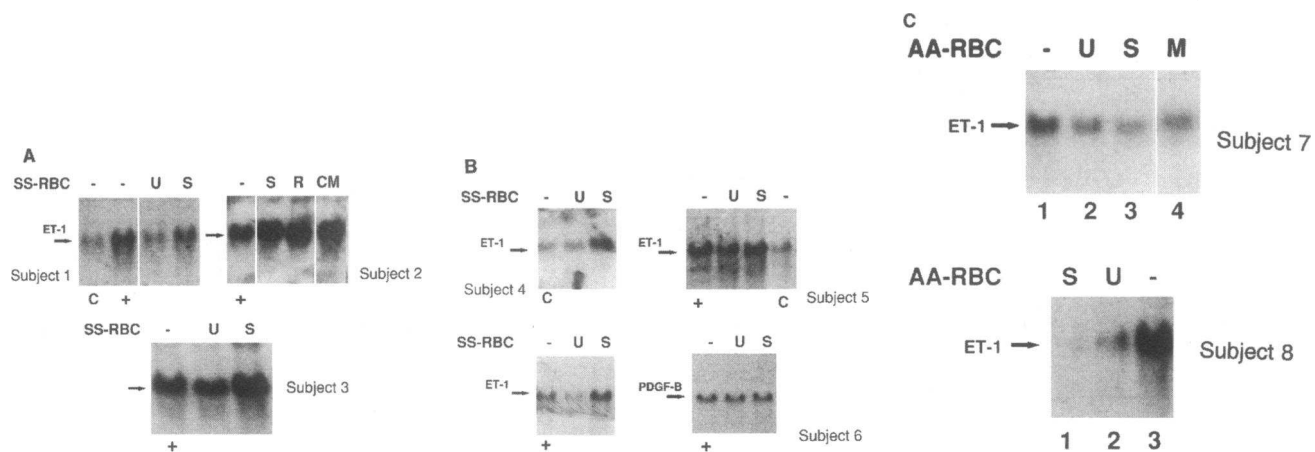 A
SS-RBC - - U S - S R CM
ET-1
Subject 1
Subject 2
C + +
SS-RBC - U S
Subject 3
+
B
SS-RBC - U S - U S -
ET-1
ET-1
Subject 4
Subject 5
C + C
SS-RBC - U S - U S
ET-1
PDGF-B
Subject 6
+ +
C
AA-RBC - U S M
ET-1
Subject 7
1 2 3 4
AA-RBC S U -
ET-1
Subject 8
1 2 3